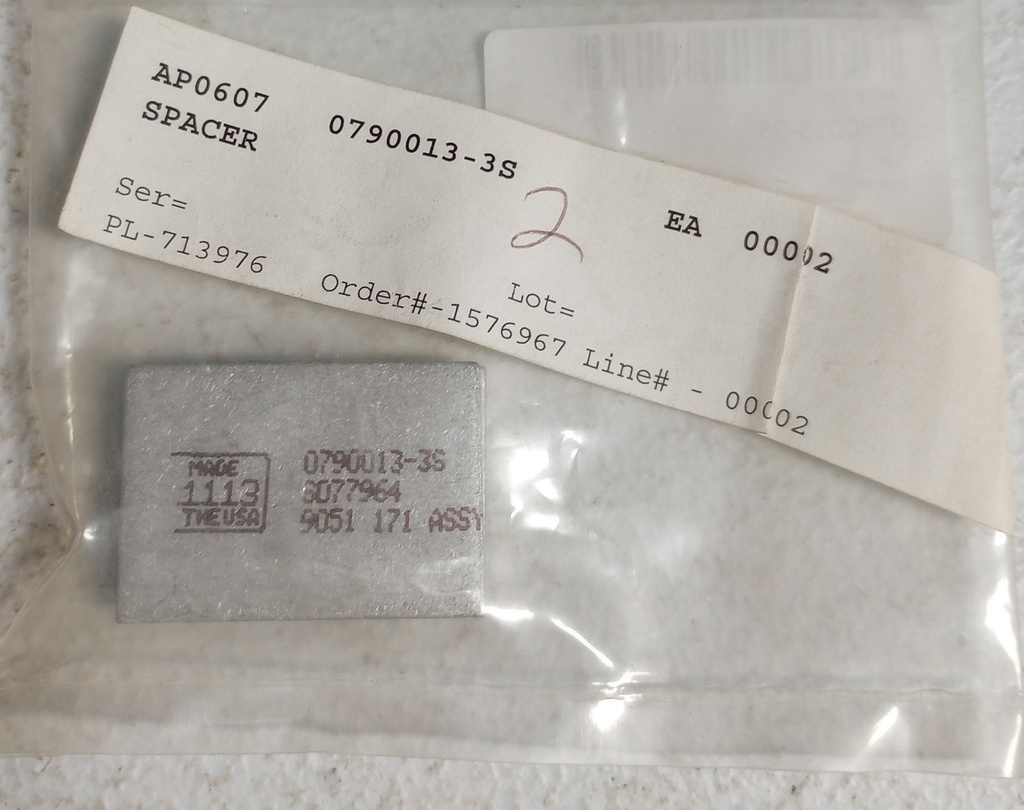 AP0607 0790013-3S EA 00002
SPACER
2
Ser= Lot=
PL-713976 Order#-1576967 Line# - 00002
MADE
1113
THE USA
0790013-3S
S077964
9051 171 ASSY